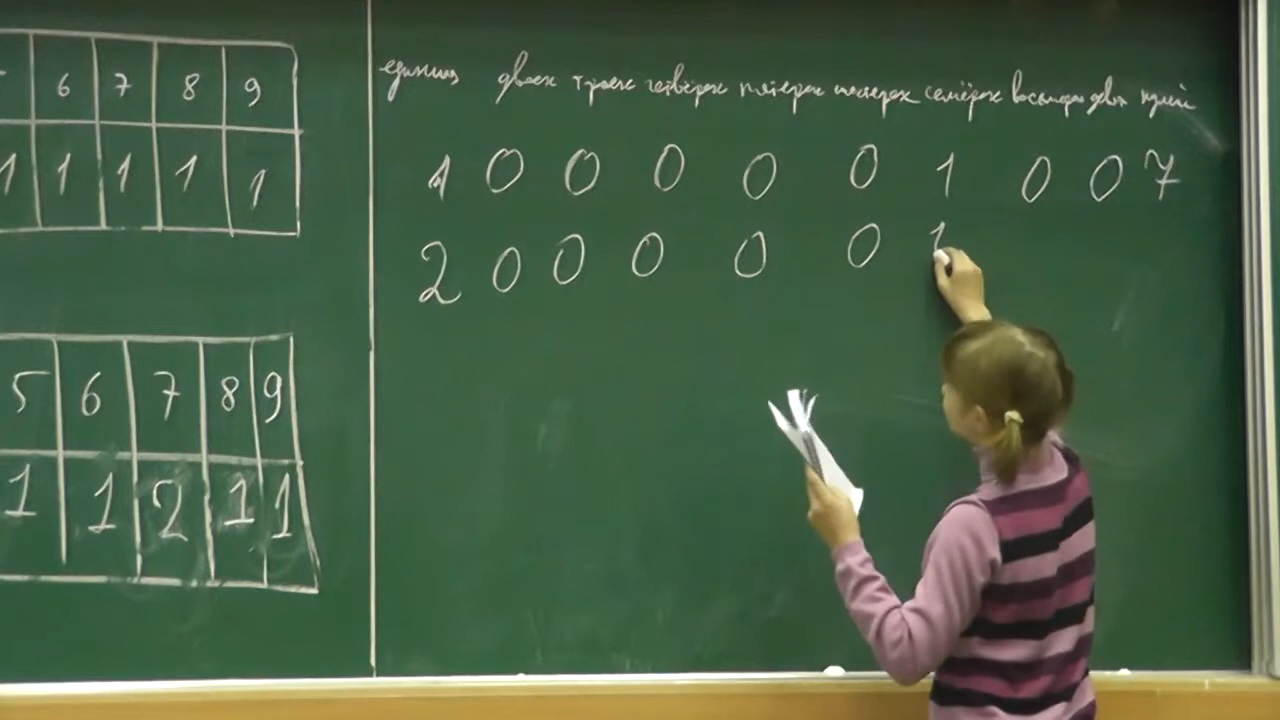 6 7 8 9
1 1 1 1 1
5 6 7 8 9
1 1 2 1 1
единиц двоек троек четвёрок пятёрок шестёрок семёрок восьмёрок девя нулей
1 0 0 0 0 0 1 0 0 7
2 0 0 0 0 0 1